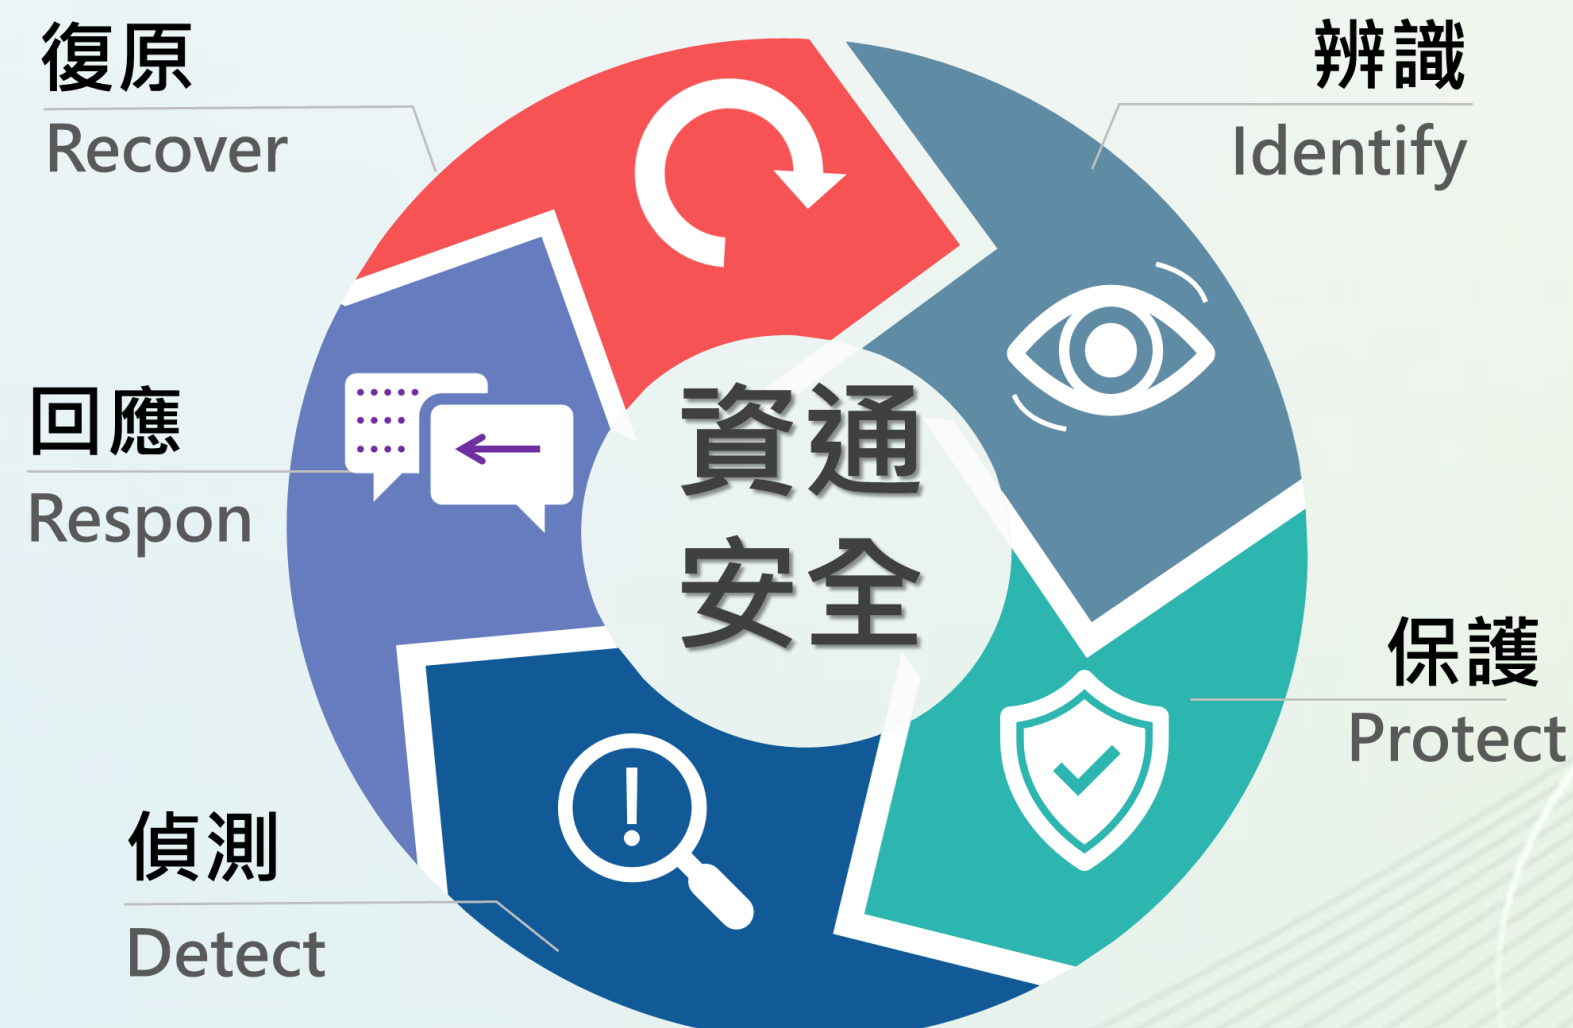 復原
Recover
辨識
Identify
回應
Respon
資通
安全
保護
Protect
偵測
Detect